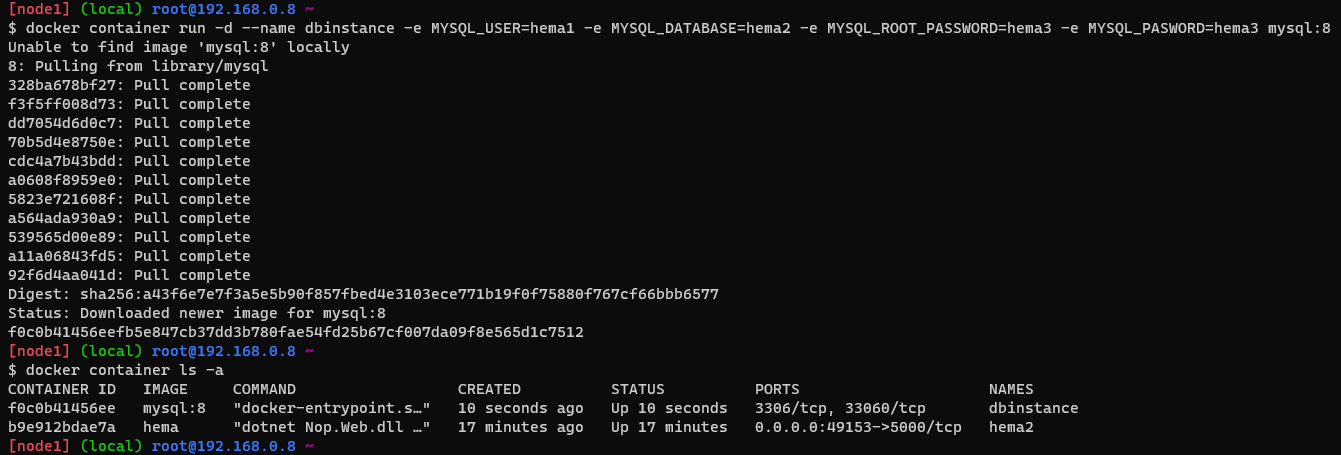 [node1] (local) root@192.168.0.8 ~
$ docker container run -d --name dbinstance -e MYSQL_USER=hema1 -e MYSQL_DATABASE=hema2 -e MYSQL_ROOT_PASSWORD=hema3 -e MYSQL_PASWORD=hema3 mysql:8
Unable to find image 'mysql:8' locally
8: Pulling from library/mysql
328ba678bf27: Pull complete
f3f5ff008d73: Pull complete
dd7054d6d0c7: Pull complete
70b5d4e8750e: Pull complete
cdc4a7b43bdd: Pull complete
a0608f8959e0: Pull complete
5823e721608f: Pull complete
a564ada930a9: Pull complete
539565d00e89: Pull complete
a11a06843fd5: Pull complete
92f6d4aa041d: Pull complete
Digest: sha256:a43f6e7e7f3a5e5b90f857fbed4e3103ece771b19f0f75880f767cf66bbb6577
Status: Downloaded newer image for mysql:8
f0c0b41456eefb5e847cb37dd3b780fae54fd25b67cf007da09f8e565d1c7512
[node1] (local) root@192.168.0.8 ~
$ docker container ls -a
CONTAINER ID   IMAGE     COMMAND                  CREATED          STATUS          PORTS                     NAMES
f0c0b41456ee   mysql:8   "docker-entrypoint.s…"   10 seconds ago   Up 10 seconds   3306/tcp, 33060/tcp       dbinstance
b9e912bdae7a   hema      "dotnet Nop.Web.dll …"   17 minutes ago   Up 17 minutes   0.0.0.0:49153->5000/tcp   hema2
[node1] (local) root@192.168.0.8 ~